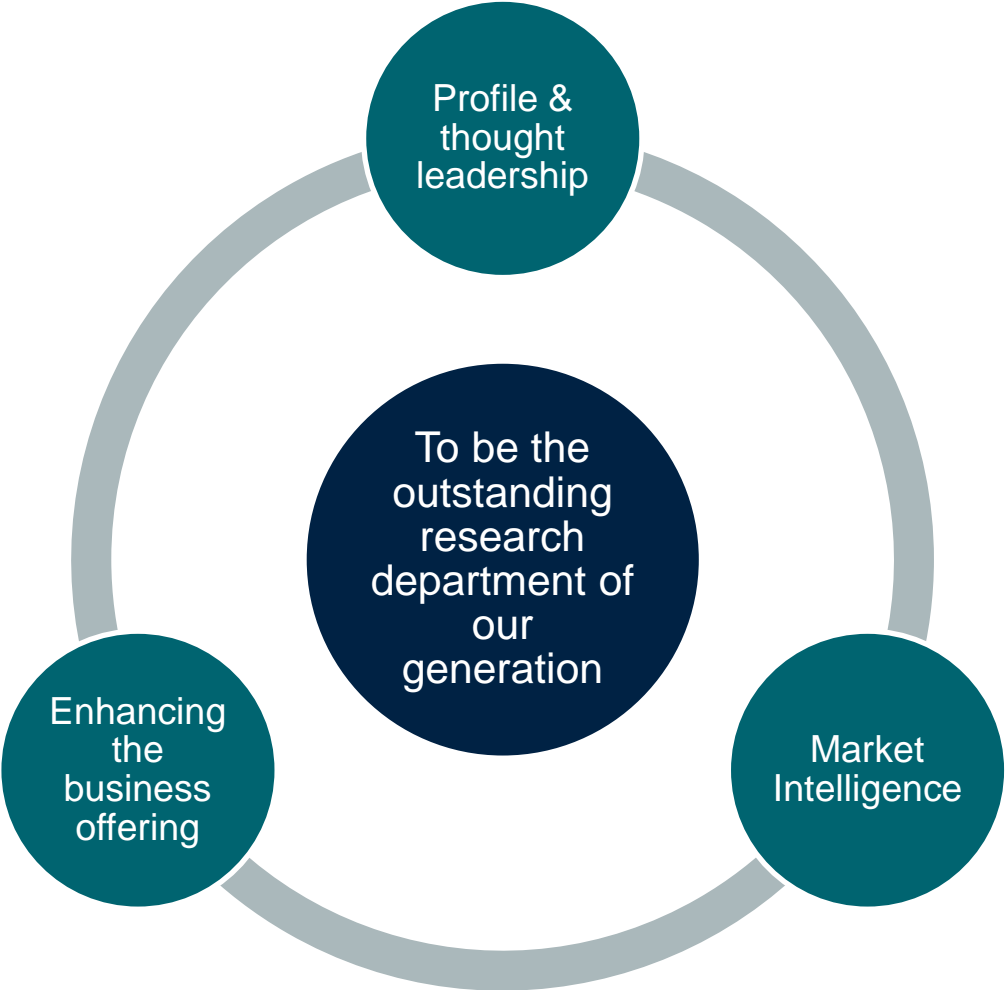 Profile &
thought
leadership
To be the
outstanding
research
department of
our
generation
Enhancing
the
business
offering
Market
Intelligence